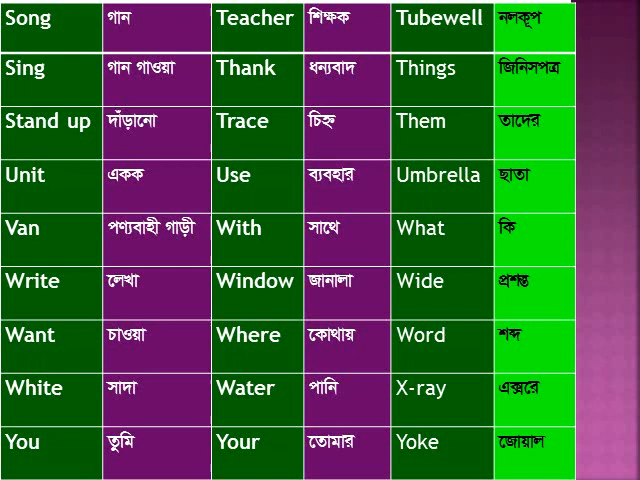 Song গান Teacher শিক্ষক Tubewell নলকূপ
Sing গান গাওয়া Thank ধন্যবাদ Things জিনিসপত্র
Stand up দাঁড়ানো Trace চিহ্ন Them তাদের
Unit একক Use ব্যবহার Umbrella ছাতা
Van পণ্যবাহী গাড়ী With সাথে What কি
Write লেখা Window জানালা Wide প্রশস্ত
Want চাওয়া Where কোথায় Word শব্দ
White সাদা Water পানি X-ray এক্সরে
You তুমি Your তোমার Yoke জোয়াল